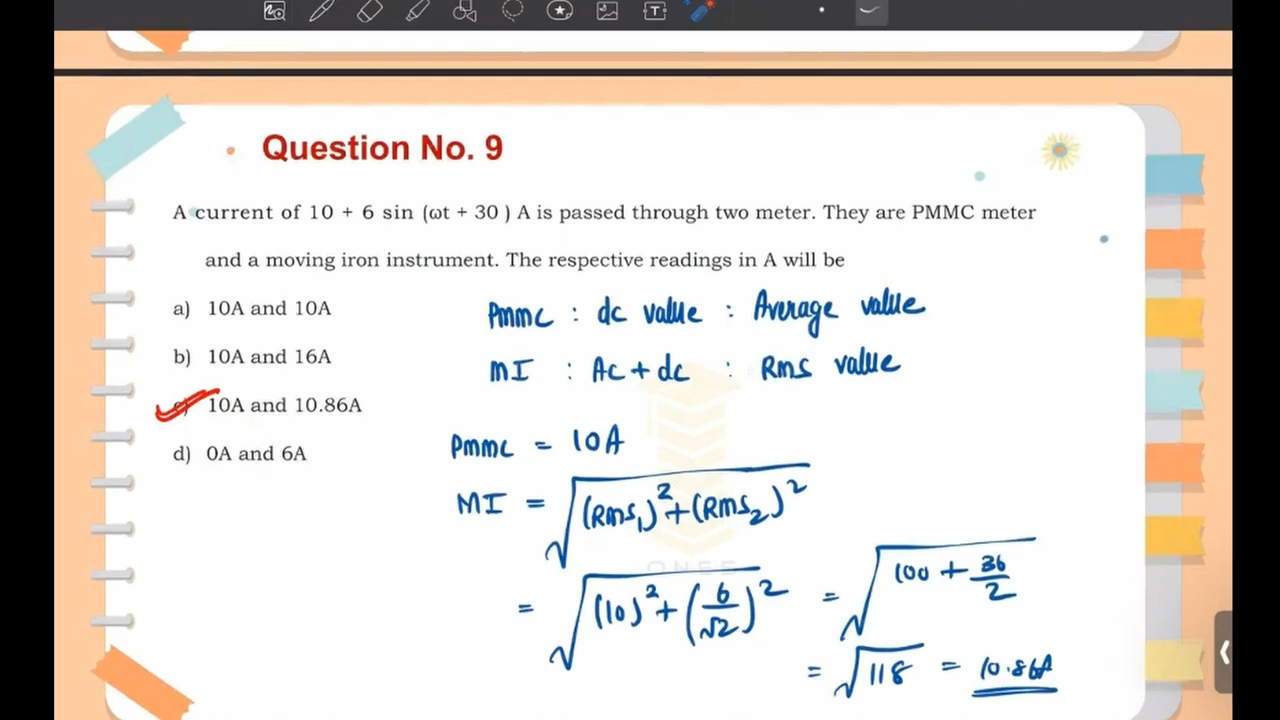 Question No. 9
A current of 10 + 6 sin (ωt + 30 ) A is passed through two meter. They are PMMC meter
and a moving iron instrument. The respective readings in A will be
a) 10A and 10A
b) 10A and 16A
c) 10A and 10.86A
d) 0A and 6A
PMMC : dc value : Average value
MI : Ac + dc : Rms value
PMMC = 10A
MI = √((Rms₁)² + (Rms₂)²)
= √((10)² + (6/√2)²) = √(100 + 36/2)
= √118 = 10.86A
ONES